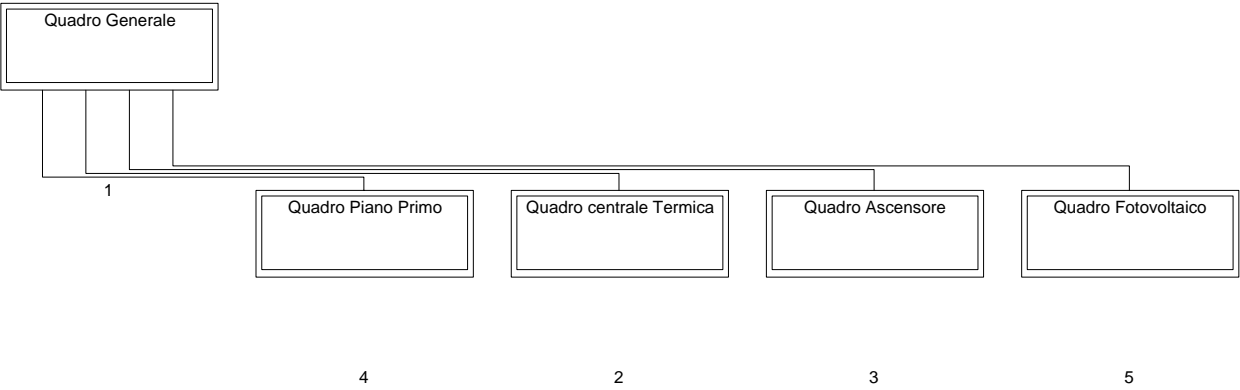 Quadro Generale
1
Quadro Piano Primo
Quadro centrale Termica
Quadro Ascensore
Quadro Fotovoltaico
4
2
3
5